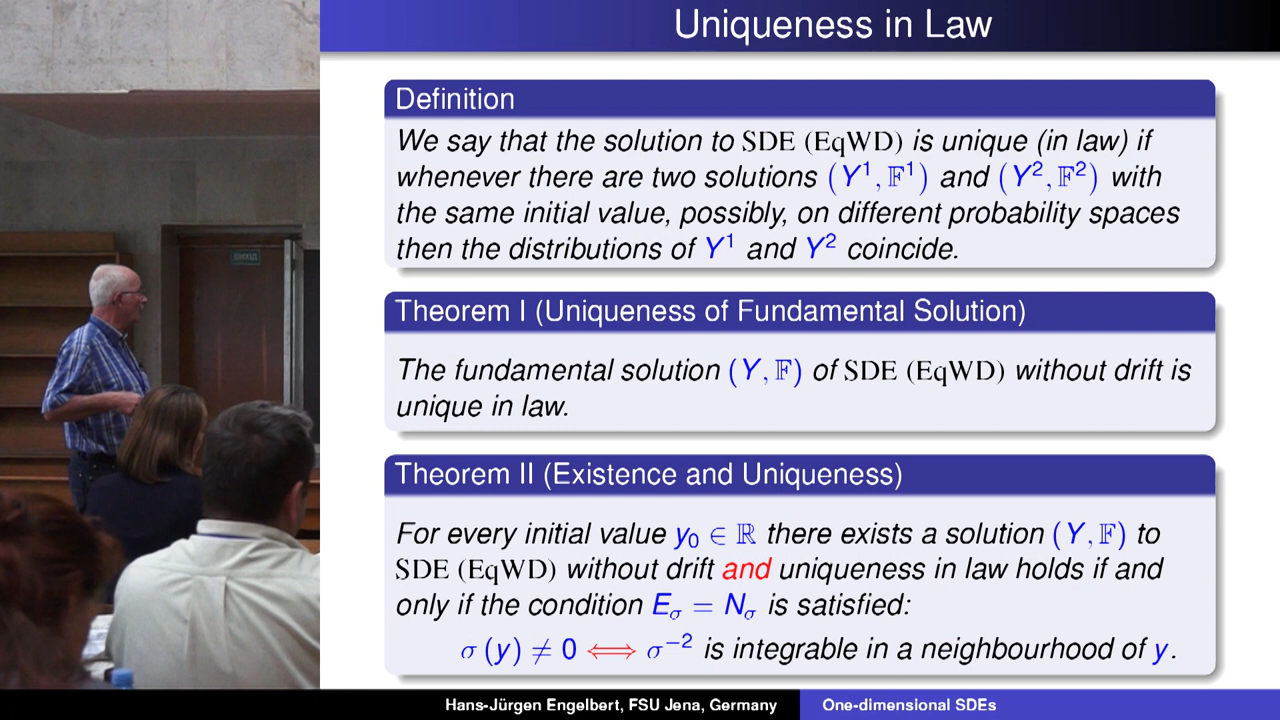 Uniqueness in Law
Definition
We say that the solution to SDE (EqWD) is unique (in law) if
whenever there are two solutions (Y¹, 𝔽¹) and (Y², 𝔽²) with
the same initial value, possibly, on different probability spaces
then the distributions of Y¹ and Y² coincide.
Theorem I (Uniqueness of Fundamental Solution)
The fundamental solution (Y, 𝔽) of SDE (EqWD) without drift is
unique in law.
Theorem II (Existence and Uniqueness)
For every initial value y₀ ∈ ℝ there exists a solution (Y, 𝔽) to
SDE (EqWD) without drift and uniqueness in law holds if and
only if the condition E_σ = N_σ is satisfied:
σ (y) ≠ 0 ⟺ σ⁻² is integrable in a neighbourhood of y.
Hans-Jürgen Engelbert, FSU Jena, Germany
One-dimensional SDEs